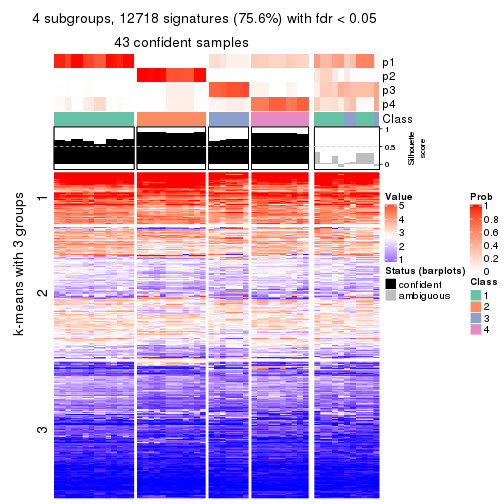 4 subgroups, 12718 signatures (75.6%) with fdr < 0.05
43 confident samples
p1
p2
p3
p4
Class
1
0.5
0
Silhouette
score
k-means with 3 groups
1
2
3
Value
5
4
3
2
1
Status (barplots)
confident
ambiguous
Prob
1
0.8
0.6
0.4
0.2
0
Class
1
2
3
4